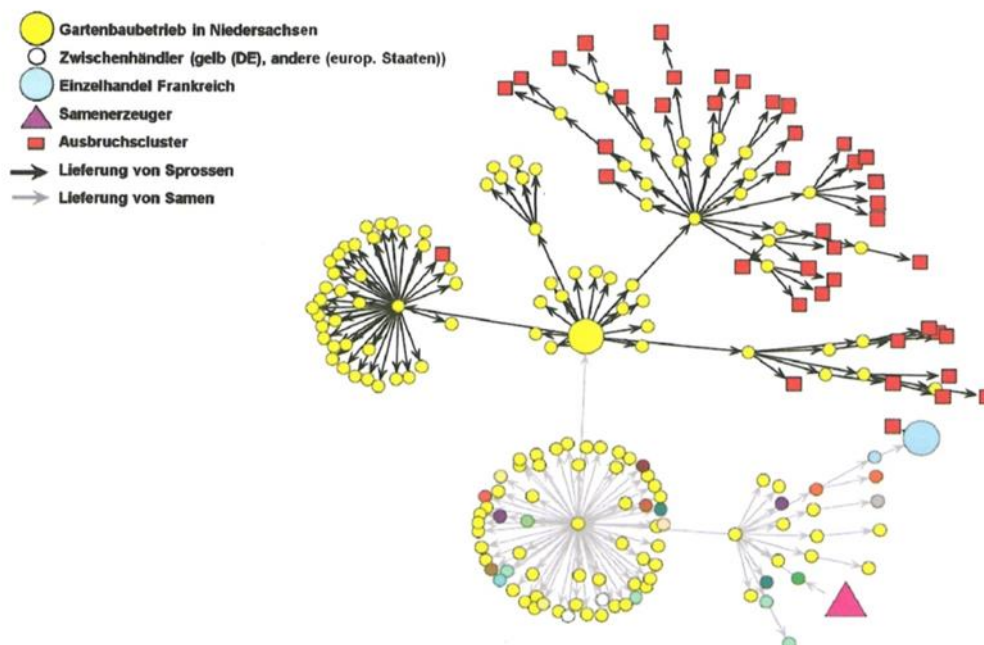 Gartenbaubetrieb in Niedersachsen
Zwischenhändler (gelb (DE), andere (europ. Staaten))
Einzelhandel Frankreich
Samenerzeuger
Ausbruchscluster
Lieferung von Sprossen
Lieferung von Samen